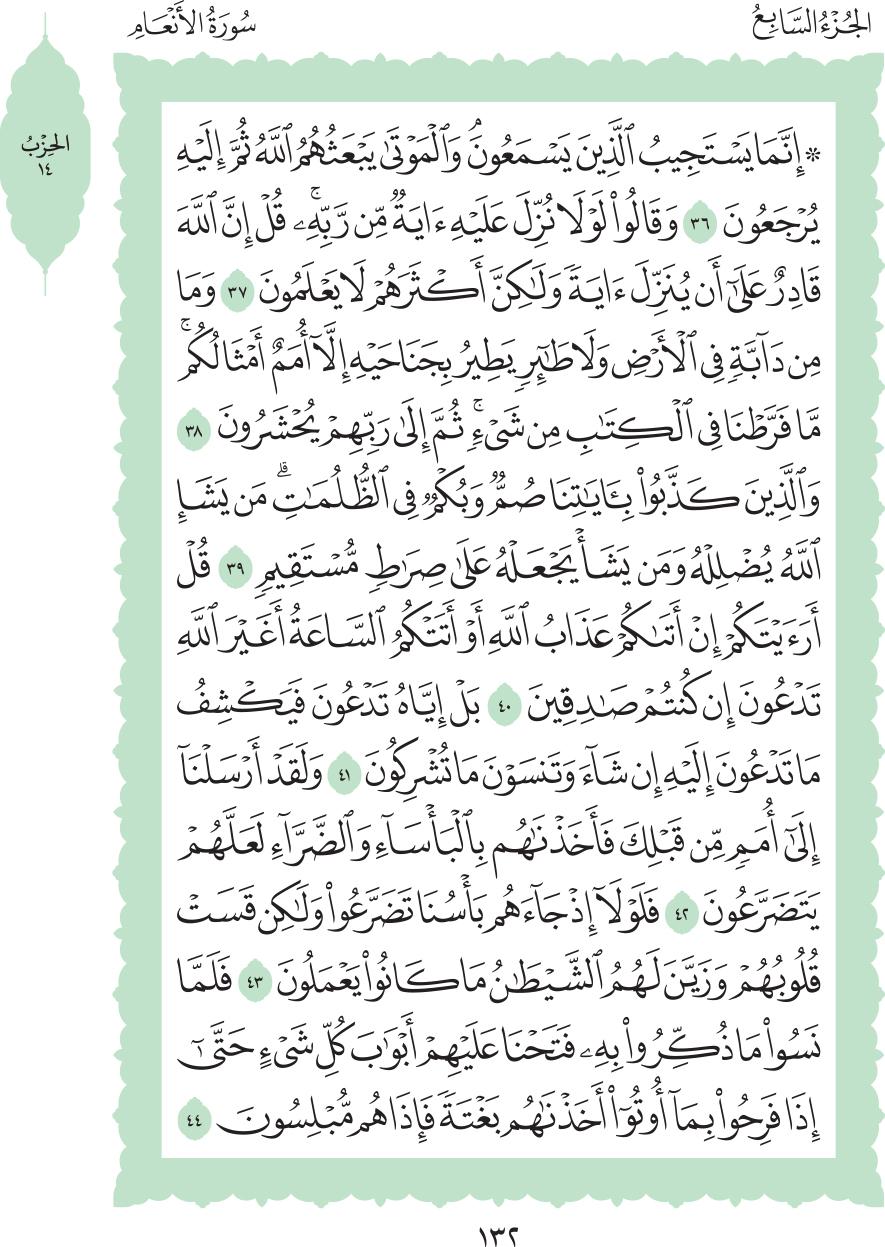 الجُزْءُ السَّابِعُ
سُورَةُ الأَنْعَامِ
الحِزْبُ
١٤
۞ إِنَّمَا يَسْتَجِيبُ ٱلَّذِينَ يَسْمَعُونَۘ وَٱلْمَوْتَىٰ يَبْعَثُهُمُ ٱللَّهُ ثُمَّ إِلَيْهِ
يُرْجَعُونَ ٣٦ وَقَالُوا۟ لَوْلَا نُزِّلَ عَلَيْهِ ءَايَةٌ مِّن رَّبِّهِۦۚ قُلْ إِنَّ ٱللَّهَ
قَادِرٌ عَلَىٰٓ أَن يُنَزِّلَ ءَايَةً وَلَٰكِنَّ أَكْثَرَهُمْ لَا يَعْلَمُونَ ٣٧ وَمَا
مِن دَآبَّةٍ فِى ٱلْأَرْضِ وَلَا طَٰٓئِرٍ يَطِيرُ بِجَنَاحَيْهِ إِلَّآ أُمَمٌ أَمْثَالُكُمۚ
مَّا فَرَّطْنَا فِى ٱلْكِتَٰبِ مِن شَىْءٍۚ ثُمَّ إِلَىٰ رَبِّهِمْ يُحْشَرُونَ ٣٨
وَٱلَّذِينَ كَذَّبُوا۟ بِـَٔايَٰتِنَا صُمٌّ وَبُكْمٌ فِى ٱلظُّلُمَٰتِۗ مَن يَشَإِ
ٱللَّهُ يُضْلِلْهُ وَمَن يَشَأْ يَجْعَلْهُ عَلَىٰ صِرَٰطٍ مُّسْتَقِيمٍ ٣٩ قُلْ
أَرَءَيْتَكُمْ إِنْ أَتَىٰكُمْ عَذَابُ ٱللَّهِ أَوْ أَتَتْكُمُ ٱلسَّاعَةُ أَغَيْرَ ٱللَّهِ
تَدْعُونَ إِن كُنتُمْ صَٰدِقِينَ ٤٠ بَلْ إِيَّاهُ تَدْعُونَ فَيَكْشِفُ
مَا تَدْعُونَ إِلَيْهِ إِن شَآءَ وَتَنسَوْنَ مَا تُشْرِكُونَ ٤١ وَلَقَدْ أَرْسَلْنَآ
إِلَىٰٓ أُمَمٍ مِّن قَبْلِكَ فَأَخَذْنَٰهُم بِٱلْبَأْسَآءِ وَٱلضَّرَّآءِ لَعَلَّهُمْ
يَتَضَرَّعُونَ ٤٢ فَلَوْلَآ إِذْ جَآءَهُم بَأْسُنَا تَضَرَّعُوا۟ وَلَٰكِن قَسَتْ
قُلُوبُهُمْ وَزَيَّنَ لَهُمُ ٱلشَّيْطَٰنُ مَا كَانُوا۟ يَعْمَلُونَ ٤٣ فَلَمَّا
نَسُوا۟ مَا ذُكِّرُوا۟ بِهِۦ فَتَحْنَا عَلَيْهِمْ أَبْوَٰبَ كُلِّ شَىْءٍ حَتَّىٰٓ
إِذَا فَرِحُوا۟ بِمَآ أُوتُوٓا۟ أَخَذْنَٰهُم بَغْتَةً فَإِذَا هُم مُّبْلِسُونَ ٤٤
١٣٢